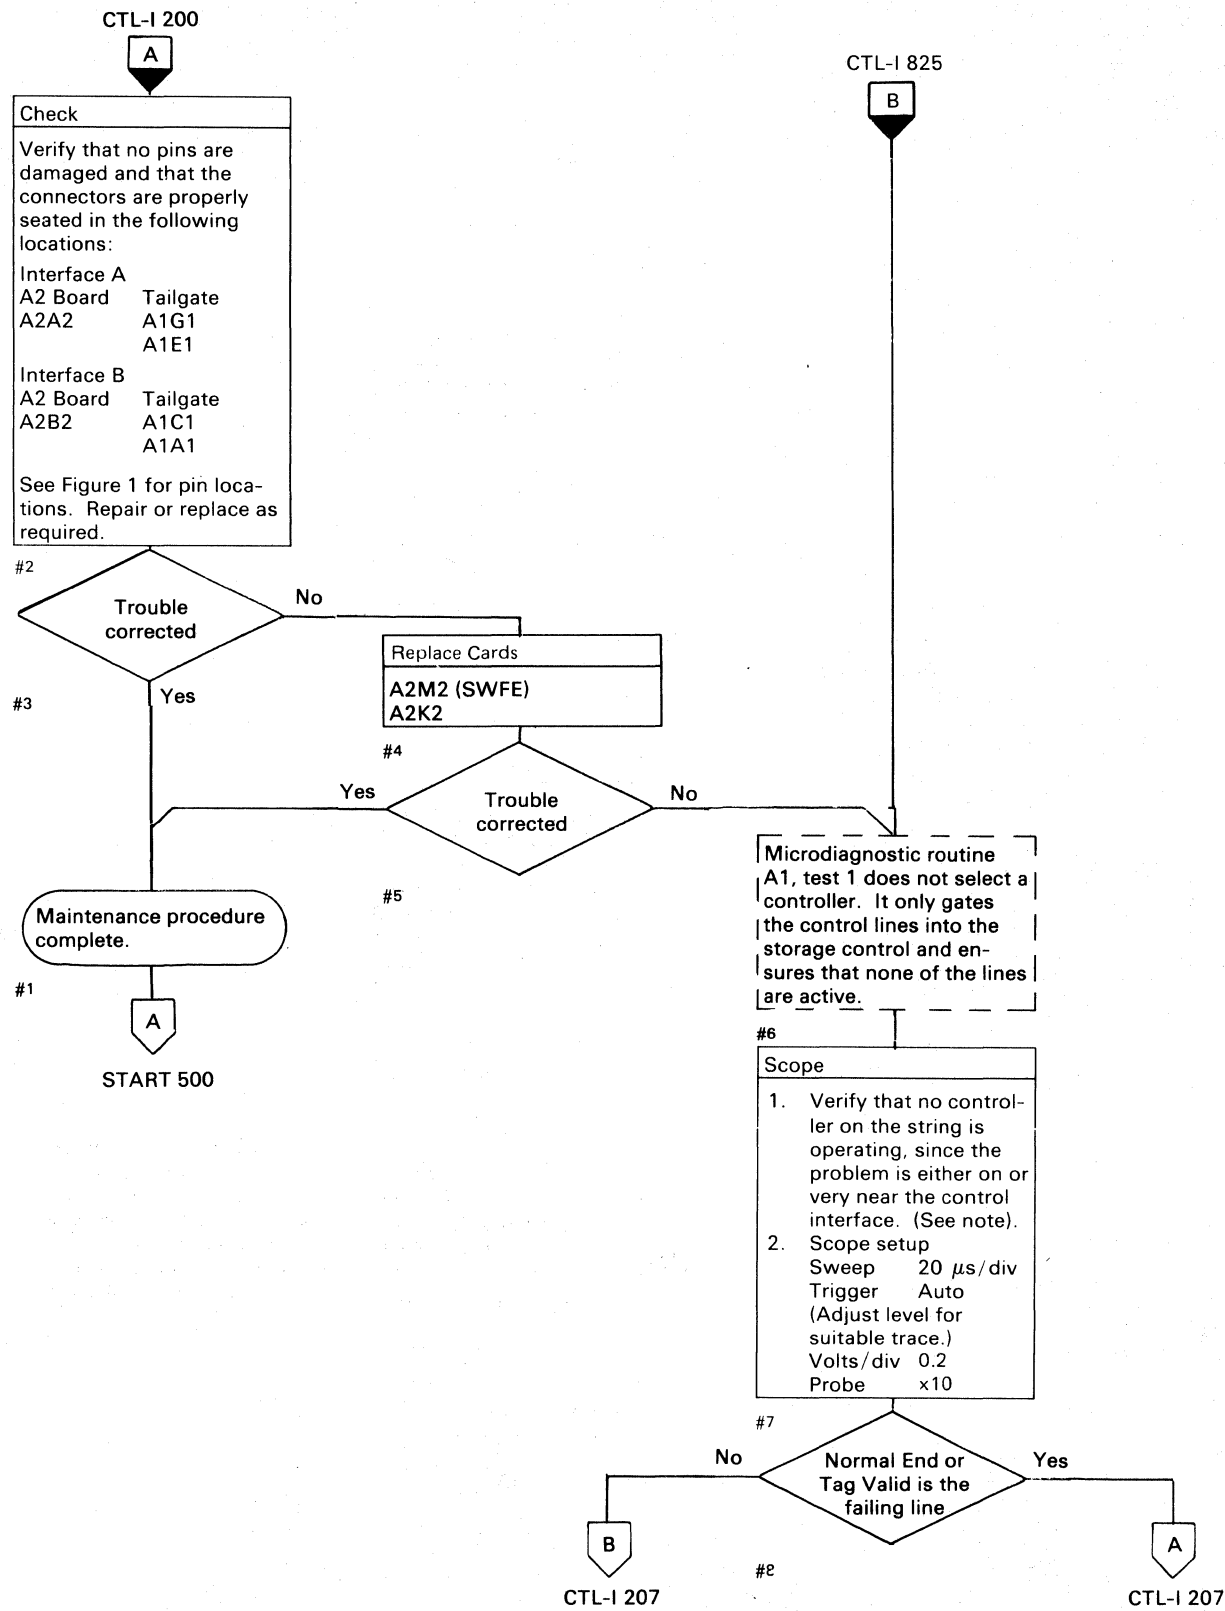 CTL-I 200
A
Check
Verify that no pins are
damaged and that the
connectors are properly
seated in the following
locations:
Interface A
A2 Board Tailgate
A2A2 A1G1
A1E1
Interface B
A2 Board Tailgate
A2B2 A1C1
A1A1
See Figure 1 for pin loca-
tions. Repair or replace as
required.
#2
Trouble
corrected
No
Yes
#3
Replace Cards
A2M2 (SWFE)
A2K2
#4
Trouble
corrected
Yes
No
#5
Maintenance procedure
complete.
#1
A
START 500
CTL-I 825
B
Microdiagnostic routine
A1, test 1 does not select a
controller. It only gates
the control lines into the
storage control and en-
sures that none of the lines
are active.
#6
Scope
1. Verify that no control-
ler on the string is
operating, since the
problem is either on or
very near the control
interface. (See note).
2. Scope setup
Sweep 20 μs/div
Trigger Auto
(Adjust level for
suitable trace.)
Volts/div 0.2
Probe x10
#7
Normal End or
Tag Valid is the
failing line
No
Yes
#8
B
CTL-I 207
A
CTL-I 207